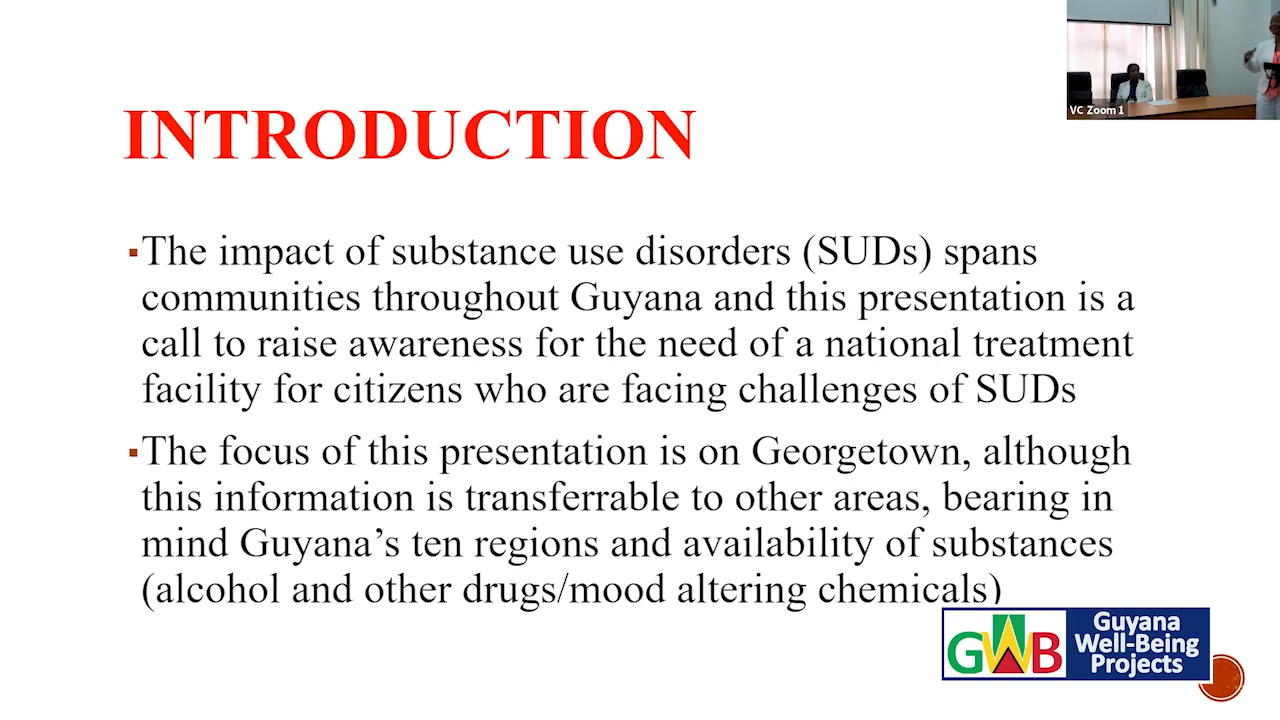 VC Zoom 1
INTRODUCTION
▪The impact of substance use disorders (SUDs) spans
communities throughout Guyana and this presentation is a
call to raise awareness for the need of a national treatment
facility for citizens who are facing challenges of SUDs
▪The focus of this presentation is on Georgetown, although
this information is transferrable to other areas, bearing in
mind Guyana’s ten regions and availability of substances
(alcohol and other drugs/mood altering chemicals)
GWB
Guyana
Well-Being
Projects